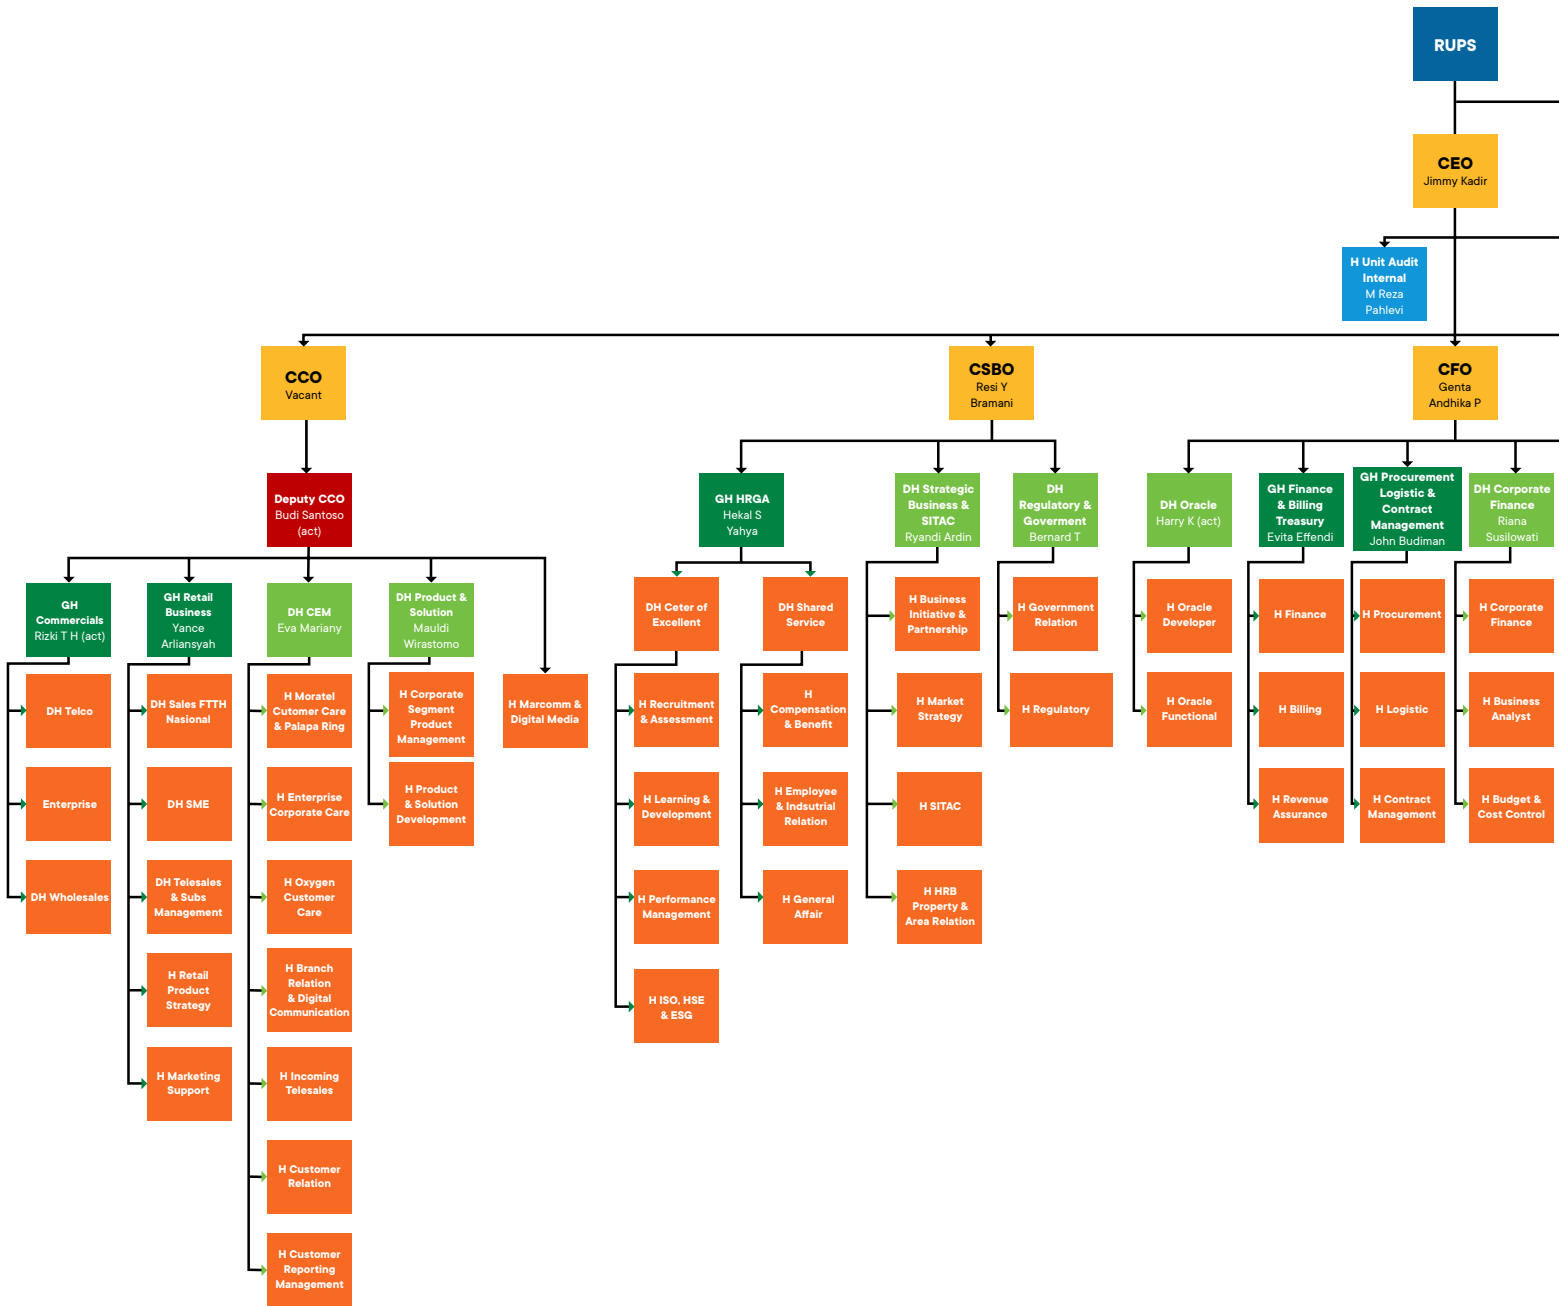 RUPS
CEO
Jimmy Kadir
H Unit Audit
Internal
M Reza
Pahlevi
CCO
Vacant
CSBO
Resi Y
Bramani
CFO
Genta
Andhika P
Deputy CCO
Budi Santoso
(act)
GH HRGA
Hekal S
Yahya
DH Strategic
Business &
SITAC
Ryandi Ardin
DH
Regulatory &
Goverment
Bernard T
DH Oracle
Harry K (act)
GH Finance
& Billing
Treasury
Evita Effendi
GH Procurement
Logistic &
Contract
Management
John Budiman
DH Corporate
Finance
Riana
Susilowati
GH
Commercials
Rizki T H (act)
GH Retail
Business
Yance
Arliansyah
DH CEM
Eva Mariany
DH Product &
Solution
Mauldi
Wirastomo
DH Ceter of
Excellent
DH Shared
Service
H Business
Initiative &
Partnership
H Government
Relation
H Oracle
Developer
H Finance
H Procurement
H Corporate
Finance
DH Telco
DH Sales FTTH
Nasional
H Moratel
Cutomer Care
& Palapa Ring
H Corporate
Segment
Product
Management
H Marcomm &
Digital Media
H Recruitment
& Assessment
H
Compensation
& Benefit
H Market
Strategy
H Regulatory
H Oracle
Functional
H Billing
H Logistic
H Business
Analyst
Enterprise
DH SME
H Enterprise
Corporate Care
H Product
& Solution
Development
H Learning &
Development
H Employee
& Indsutrial
Relation
H SITAC
H Revenue
Assurance
H Contract
Management
H Budget &
Cost Control
DH Wholesales
DH Telesales
& Subs
Management
H Oxygen
Customer
Care
H Performance
Management
H General
Affair
H HRB
Property &
Area Relation
H Retail
Product
Strategy
H Branch
Relation
& Digital
Communication
H ISO, HSE
& ESG
H Marketing
Support
H Incoming
Telesales
H Customer
Relation
H Customer
Reporting
Management